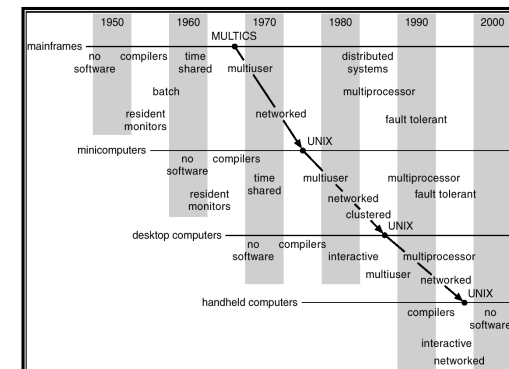 1950 1960 1970 1980 1990 2000
MULTICS
mainframes
no compilers time multiuser distributed
software shared systems
batch multiprocessor
resident networked fault tolerant
monitors
UNIX
minicomputers
no compilers
software time multiuser multiprocessor
resident shared networked fault tolerant
monitors clustered
UNIX
desktop computers
no compilers
software interactive multiprocessor
multiuser networked
UNIX
handheld computers
compilers no
software
interactive
networked